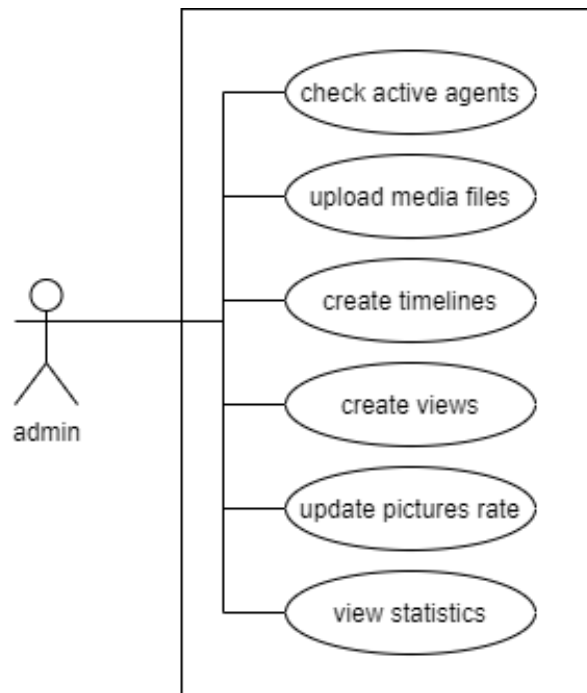 check active agents
upload media files
create timelines
admin
create views
update pictures rate
view statistics